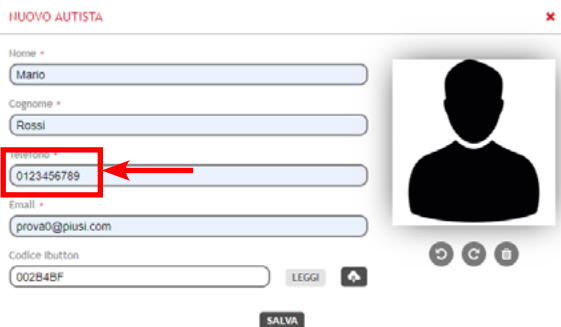 NUOVO AUTISTA
Nome *
Mario
Cognome *
Rossi
Telefono *
0123456789
Email *
prova0@piusi.com
Codice Ibutton
002B4BF
LEGGI
SALVA